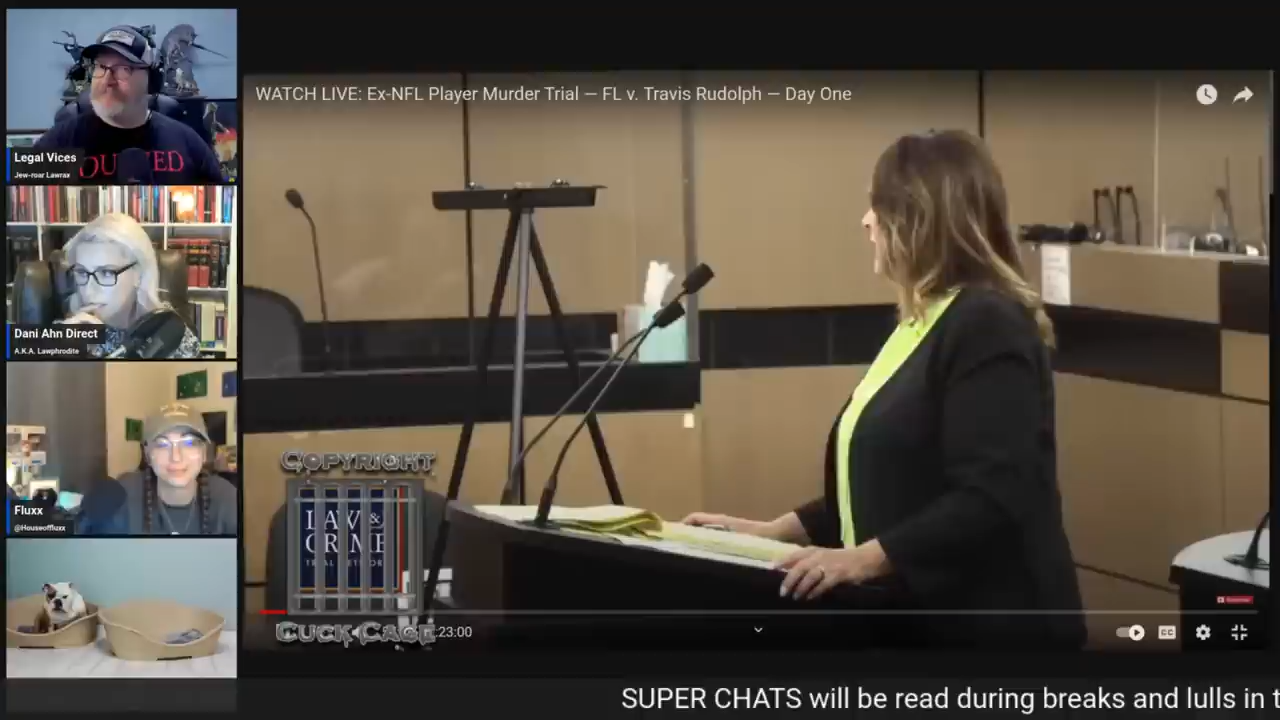 WATCH LIVE: Ex-NFL Player Murder Trial — FL v. Travis Rudolph — Day One
Legal Vices
Jew-roar Lawrax
Dani Ahn Direct
A.K.A. Lawphrodite
Fluxx
@Houseoffluxx
COPYRIGHT
LAW &
CRIME
CUCK CAGE
:23:00
CC
SUPER CHATS will be read during breaks and lulls in t